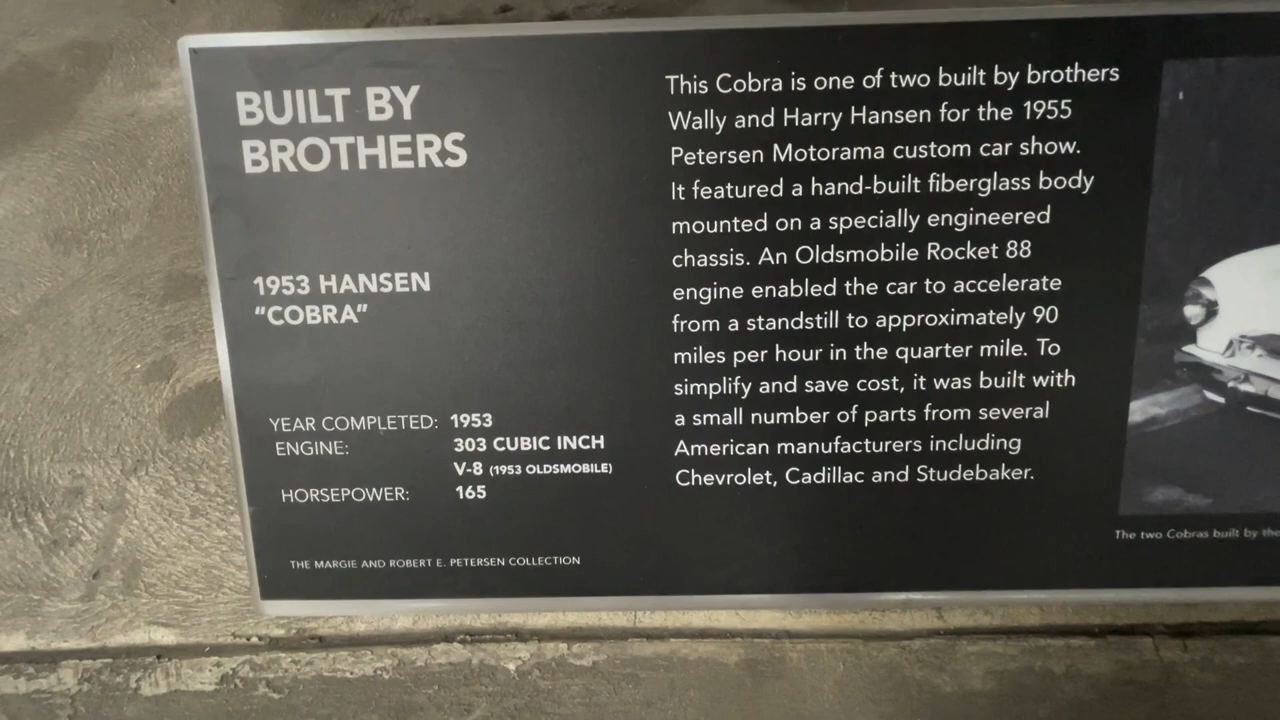 BUILT BY
BROTHERS
1953 HANSEN
“COBRA”
YEAR COMPLETED: 1953
ENGINE: 303 CUBIC INCH
V-8 (1953 OLDSMOBILE)
HORSEPOWER: 165
THE MARGIE AND ROBERT E. PETERSEN COLLECTION
This Cobra is one of two built by brothers
Wally and Harry Hansen for the 1955
Petersen Motorama custom car show.
It featured a hand-built fiberglass body
mounted on a specially engineered
chassis. An Oldsmobile Rocket 88
engine enabled the car to accelerate
from a standstill to approximately 90
miles per hour in the quarter mile. To
simplify and save cost, it was built with
a small number of parts from several
American manufacturers including
Chevrolet, Cadillac and Studebaker.
The two Cobras built by the